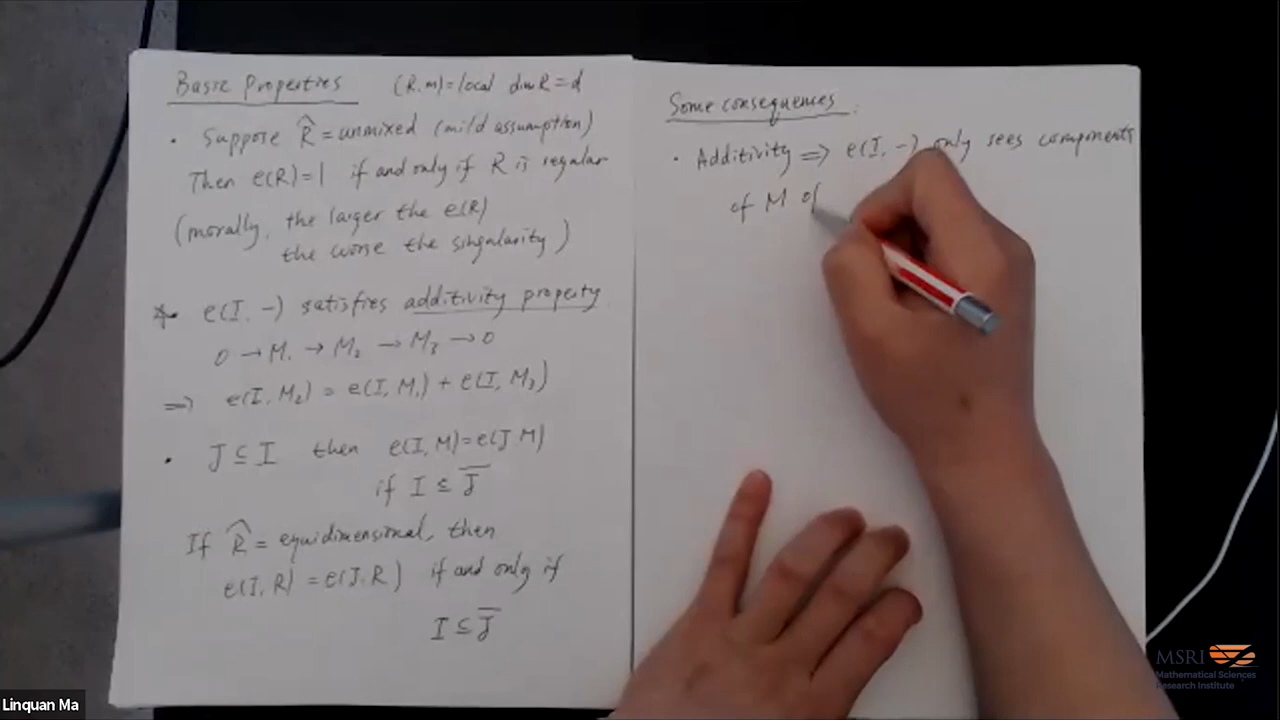 Basic Properties (R.m)=local dim R=d
· Suppose R̂=unmixed (mild assumption)
Then e(R)=1 if and only if R is regular
(morally, the larger the e(R)
the worse the singularity)
* e(I,-) satisfies additivity property
0 → M₁ → M₂ → M₃ → 0
⇒ e(I,M₂) = e(I,M₁) + e(I,M₃)
· J ⊆ I then e(I,M)=e(J,M)
if I ⊆ J̅
If R̂ = equidimensional, then
e(I,R) = e(J,R) if and only if
I ⊆ J̅
Some consequences:
· Additivity ⇒ e(I,-) only sees components
of M of
MSRI
Mathematical Sciences
Research Institute
Linquan Ma